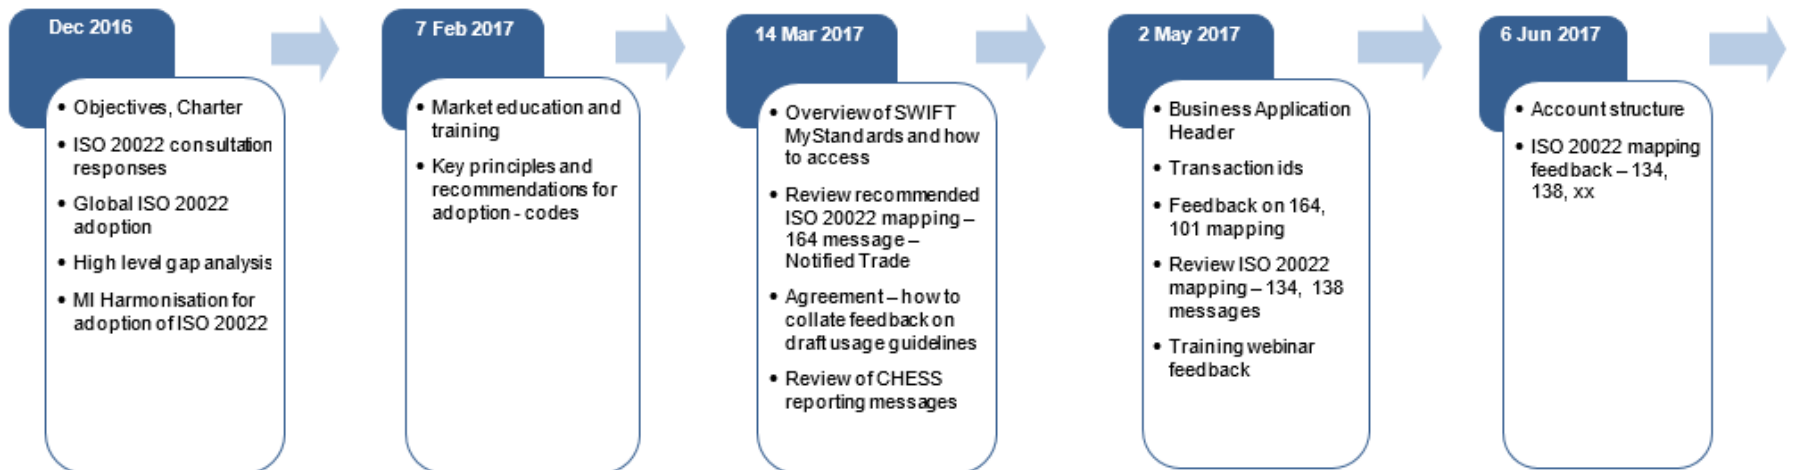 Dec 2016
• Objectives, Charter
• ISO 20022 consultation
responses
• Global ISO 20022
adoption
• High level gap analysis
• MI Harmonisation for
adoption of ISO 20022
7 Feb 2017
• Market education and
training
• Key principles and
recommendations for
adoption - codes
14 Mar 2017
• Overview of SWIFT
MyStandards and how
to access
• Review recommended
ISO 20022 mapping –
164 message –
Notified Trade
• Agreement – how to
collate feedback on
draft usage guidelines
• Review of CHESS
reporting messages
2 May 2017
• Business Application
Header
• Transaction ids
• Feedback on 164,
101 mapping
• Review ISO 20022
mapping – 134, 138
messages
• Training webinar
feedback
6 Jun 2017
• Account structure
• ISO 20022 mapping
feedback – 134,
138, xx